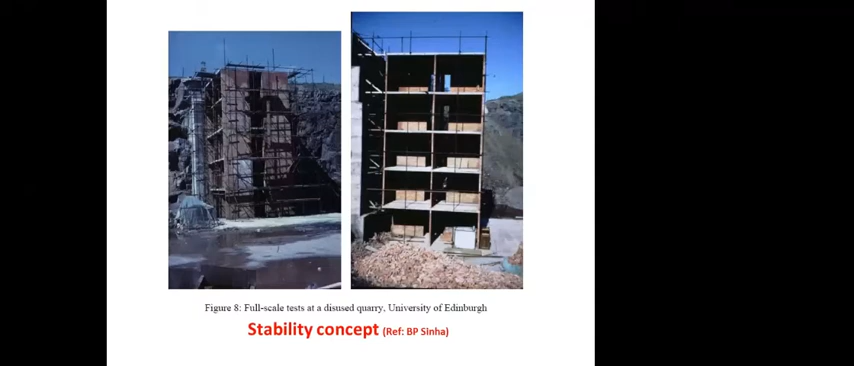 Figure 8: Full-scale tests at a disused quarry, University of Edinburgh
Stability concept (Ref: BP Sinha)